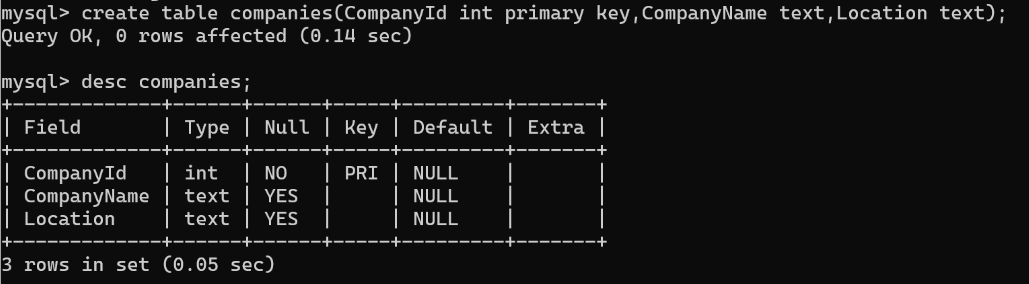 mysql> create table companies(CompanyId int primary key,CompanyName text,Location text);
Query OK, 0 rows affected (0.14 sec)

mysql> desc companies;
+-------------+------+------+-----+---------+-------+
| Field       | Type | Null | Key | Default | Extra |
+-------------+------+------+-----+---------+-------+
| CompanyId   | int  | NO   | PRI | NULL    |       |
| CompanyName | text | YES  |     | NULL    |       |
| Location    | text | YES  |     | NULL    |       |
+-------------+------+------+-----+---------+-------+
3 rows in set (0.05 sec)